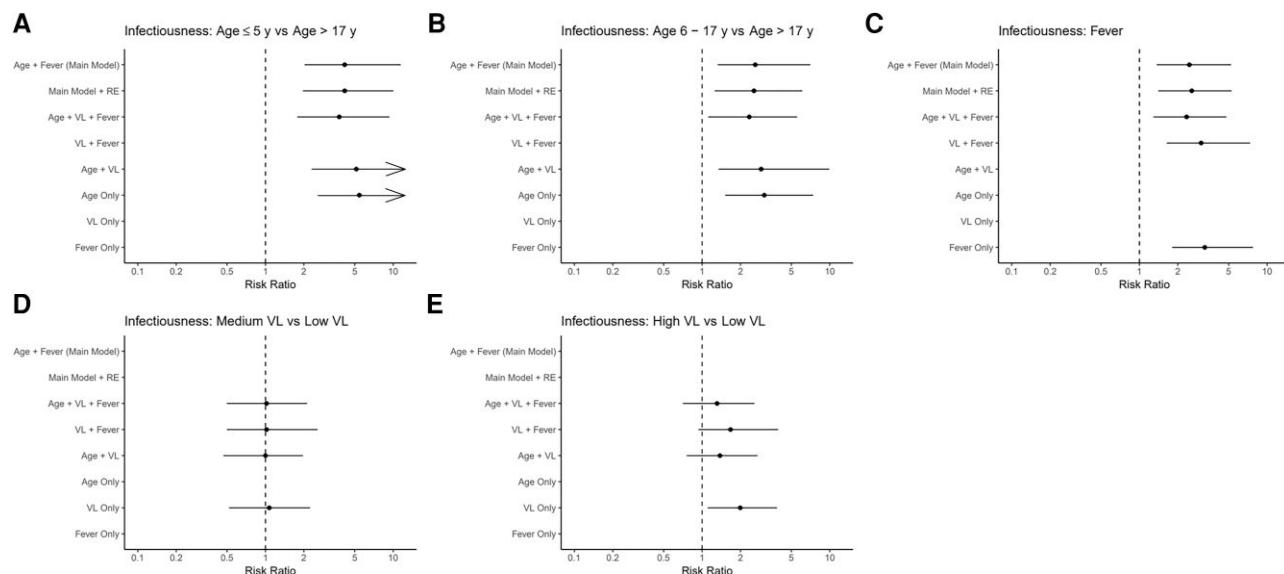 A
Infectiousness: Age ≤ 5 y vs Age > 17 y
Age + Fever (Main Model)
Main Model + RE
Age + VL + Fever
VL + Fever
Age + VL
Age Only
VL Only
Fever Only
0.1 0.2 0.5 1 2 5 10
Risk Ratio
B
Infectiousness: Age 6 − 17 y vs Age > 17 y
Age + Fever (Main Model)
Main Model + RE
Age + VL + Fever
VL + Fever
Age + VL
Age Only
VL Only
Fever Only
0.1 0.2 0.5 1 2 5 10
Risk Ratio
C
Infectiousness: Fever
Age + Fever (Main Model)
Main Model + RE
Age + VL + Fever
VL + Fever
Age + VL
Age Only
VL Only
Fever Only
0.1 0.2 0.5 1 2 5 10
Risk Ratio
D
Infectiousness: Medium VL vs Low VL
Age + Fever (Main Model)
Main Model + RE
Age + VL + Fever
VL + Fever
Age + VL
Age Only
VL Only
Fever Only
0.1 0.2 0.5 1 2 5 10
Risk Ratio
E
Infectiousness: High VL vs Low VL
Age + Fever (Main Model)
Main Model + RE
Age + VL + Fever
VL + Fever
Age + VL
Age Only
VL Only
Fever Only
0.1 0.2 0.5 1 2 5 10
Risk Ratio